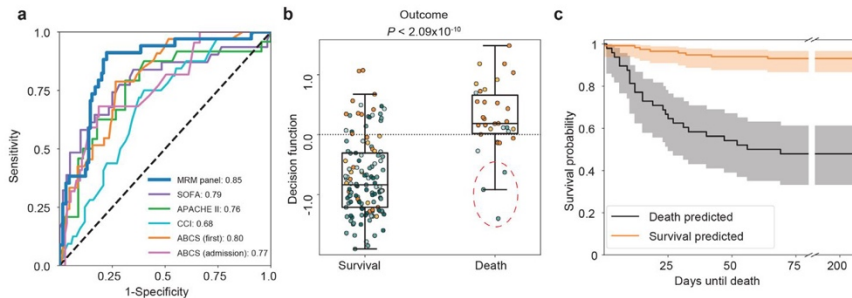 a
Sensitivity
1.0
0.75
0.50
0.25
0.0
MRM panel: 0.85
SOFA: 0.79
APACHE II: 0.76
CCI: 0.68
ABCS (first): 0.80
ABCS (admission): 0.77
0.25 0.50 0.75 1.0
1-Specificity
b
Outcome
P < 2.09x10⁻¹⁰
Decision function
1.0
0.0
-1.0
Survival Death
c
Survival probability
1
0.8
0.6
0.4
0.2
0
Death predicted
Survival predicted
25 50 75 200
Days until death